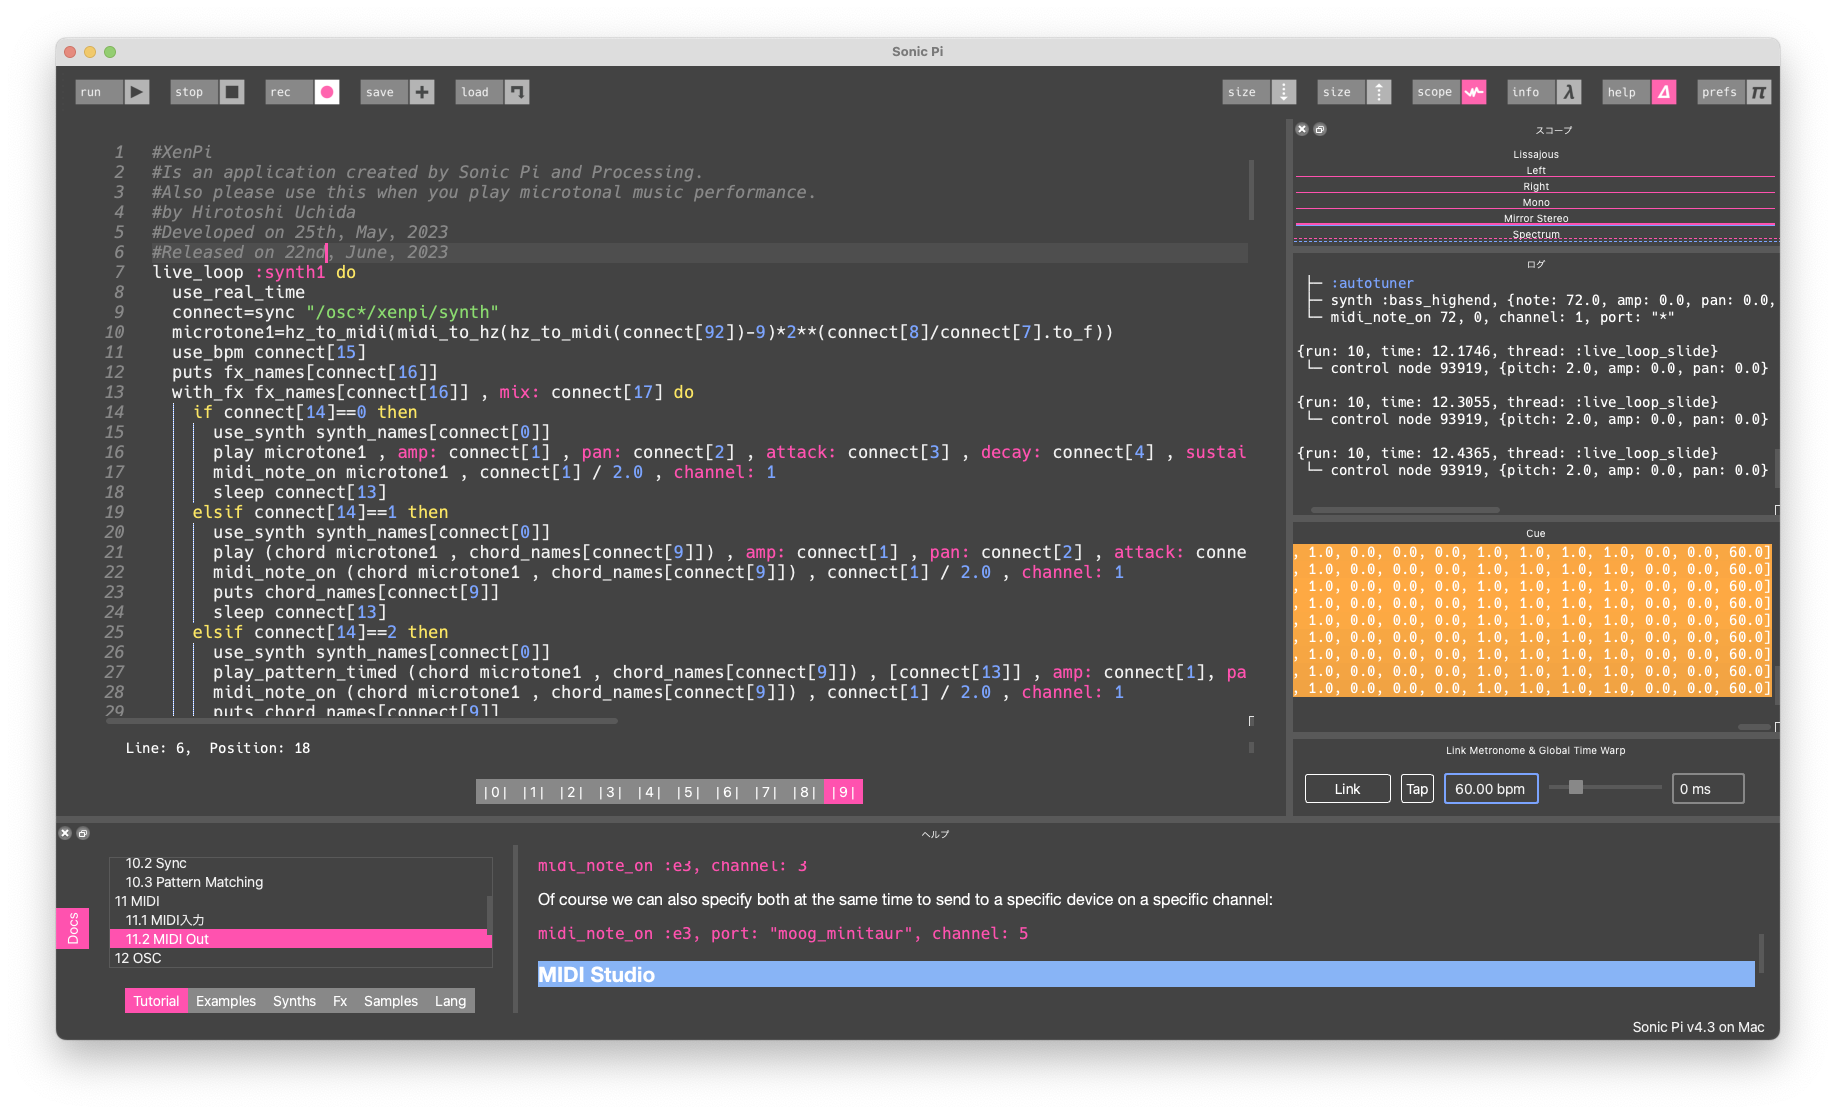 Sonic Pi
run
stop
rec
save
load
size
size
scope
info
help
prefs
1 #XenPi
2 #Is an application created by Sonic Pi and Processing.
3 #Also please use this when you play microtonal music performance.
4 #by Hirotoshi Uchida
5 #Developed on 25th, May, 2023
6 #Released on 22nd, June, 2023
7 live_loop :synth1 do
8 use_real_time
9 connect=sync "/osc*/xenpi/synth"
10 microtone1=hz_to_midi(midi_to_hz(hz_to_midi(connect[92])-9)*2**(connect[8]/connect[7].to_f))
11 use_bpm connect[15]
12 puts fx_names[connect[16]]
13 with_fx fx_names[connect[16]] , mix: connect[17] do
14 if connect[14]==0 then
15 use_synth synth_names[connect[0]]
16 play microtone1 , amp: connect[1] , pan: connect[2] , attack: connect[3] , decay: connect[4] , sustai
17 midi_note_on microtone1 , connect[1] / 2.0 , channel: 1
18 sleep connect[13]
19 elsif connect[14]==1 then
20 use_synth synth_names[connect[0]]
21 play (chord microtone1 , chord_names[connect[9]]) , amp: connect[1] , pan: connect[2] , attack: conne
22 midi_note_on (chord microtone1 , chord_names[connect[9]]) , connect[1] / 2.0 , channel: 1
23 puts chord_names[connect[9]]
24 sleep connect[13]
25 elsif connect[14]==2 then
26 use_synth synth_names[connect[0]]
27 play_pattern_timed (chord microtone1 , chord_names[connect[9]]) , [connect[13]] , amp: connect[1], pa
28 midi_note_on (chord microtone1 , chord_names[connect[9]]) , connect[1] / 2.0 , channel: 1
29 puts chord_names[connect[9]]
Line: 6, Position: 18
|0| |1| |2| |3| |4| |5| |6| |7| |8| |9|
スコープ
Lissajous
Left
Right
Mono
Mirror Stereo
Spectrum
ログ
├─ :autotuner
├─ synth :bass_highend, {note: 72.0, amp: 0.0, pan: 0.0,
└─ midi_note_on 72, 0, channel: 1, port: "*"
{run: 10, time: 12.1746, thread: :live_loop_slide}
└─ control node 93919, {pitch: 2.0, amp: 0.0, pan: 0.0}
{run: 10, time: 12.3055, thread: :live_loop_slide}
└─ control node 93919, {pitch: 2.0, amp: 0.0, pan: 0.0}
{run: 10, time: 12.4365, thread: :live_loop_slide}
└─ control node 93919, {pitch: 2.0, amp: 0.0, pan: 0.0}
Cue
, 1.0, 0.0, 0.0, 0.0, 1.0, 1.0, 1.0, 1.0, 0.0, 0.0, 60.0]
, 1.0, 0.0, 0.0, 0.0, 1.0, 1.0, 1.0, 1.0, 0.0, 0.0, 60.0]
, 1.0, 0.0, 0.0, 0.0, 1.0, 1.0, 1.0, 1.0, 0.0, 0.0, 60.0]
, 1.0, 0.0, 0.0, 0.0, 1.0, 1.0, 1.0, 1.0, 0.0, 0.0, 60.0]
, 1.0, 0.0, 0.0, 0.0, 1.0, 1.0, 1.0, 1.0, 0.0, 0.0, 60.0]
, 1.0, 0.0, 0.0, 0.0, 1.0, 1.0, 1.0, 1.0, 0.0, 0.0, 60.0]
, 1.0, 0.0, 0.0, 0.0, 1.0, 1.0, 1.0, 1.0, 0.0, 0.0, 60.0]
, 1.0, 0.0, 0.0, 0.0, 1.0, 1.0, 1.0, 1.0, 0.0, 0.0, 60.0]
, 1.0, 0.0, 0.0, 0.0, 1.0, 1.0, 1.0, 1.0, 0.0, 0.0, 60.0]
Link Metronome & Global Time Warp
Link
Tap
60.00 bpm
0 ms
ヘルプ
Docs
10.2 Sync
10.3 Pattern Matching
11 MIDI
11.1 MIDI入力
11.2 MIDI Out
12 OSC
Tutorial Examples Synths Fx Samples Lang
midi_note_on :e3, channel: 3
Of course we can also specify both at the same time to send to a specific device on a specific channel:
midi_note_on :e3, port: "moog_minitaur", channel: 5
MIDI Studio
Sonic Pi v4.3 on Mac